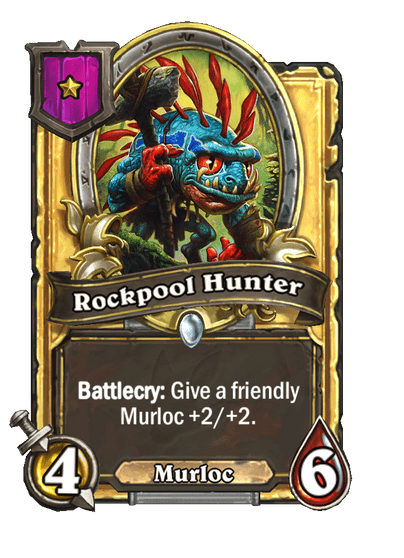 Rockpool Hunter
Battlecry: Give a friendly
Murloc +2/+2.
4
Murloc
6